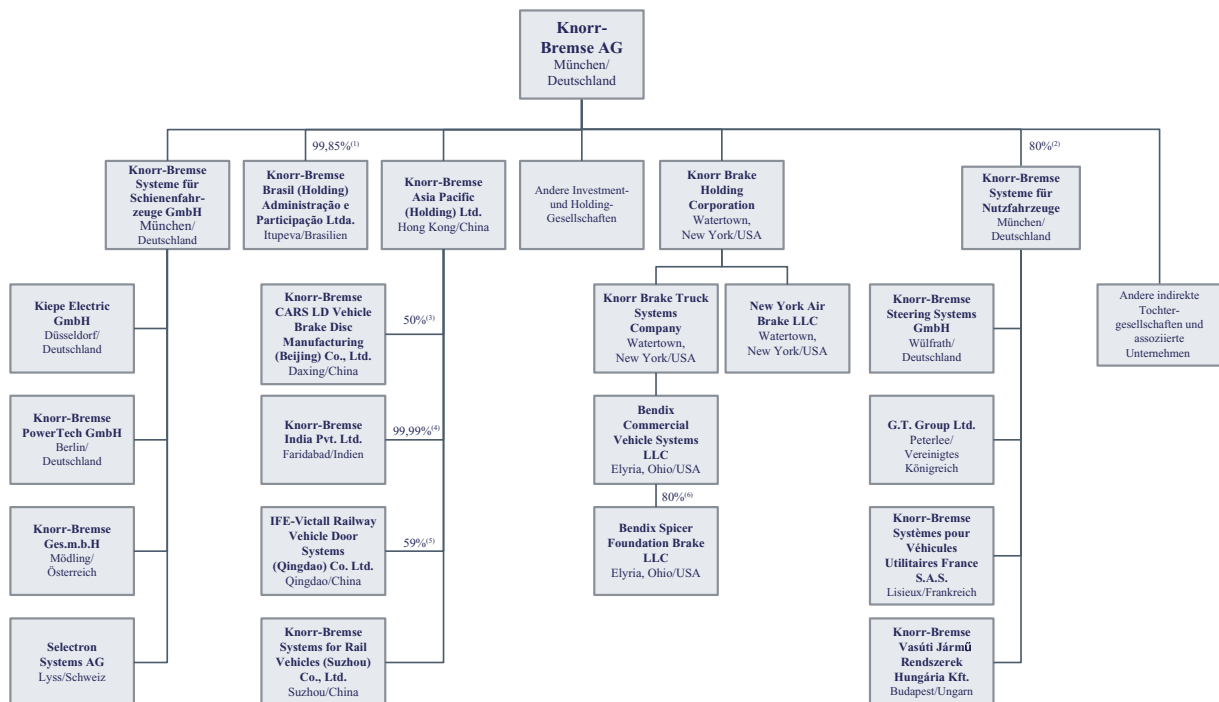 Knorr-
Bremse AG
München/
Deutschland
99,85%(1)
80%(2)
Knorr-Bremse
Systeme für
Schienenfahr-
zeuge GmbH
München/
Deutschland
Knorr-Bremse
Brasil (Holding)
Administração e
Participação Ltda.
Itupeva/Brasilien
Knorr-Bremse
Asia Pacific
(Holding) Ltd.
Hong Kong/China
Andere Investment-
und Holding-
Gesellschaften
Knorr Brake
Holding
Corporation
Watertown,
New York/USA
Knorr-Bremse
Systeme für
Nutzfahrzeuge
München/
Deutschland
Kiepe Electric
GmbH
Düsseldorf/
Deutschland
Knorr-Bremse
CARS LD Vehicle
Brake Disc
Manufacturing
(Beijing) Co., Ltd.
Daxing/China
50%(3)
Knorr Brake Truck
Systems
Company
Watertown,
New York/USA
New York Air
Brake LLC
Watertown,
New York/USA
Knorr-Bremse
Steering Systems
GmbH
Wülfrath/
Deutschland
Andere indirekte
Tochter-
gesellschaften und
assoziierte
Unternehmen
Knorr-Bremse
PowerTech GmbH
Berlin/
Deutschland
Knorr-Bremse
India Pvt. Ltd.
Faridabad/Indien
99,99%(4)
Bendix
Commercial
Vehicle Systems
LLC
Elyria, Ohio/USA
G.T. Group Ltd.
Peterlee/
Vereinigtes
Königreich
80%(6)
Knorr-Bremse
Ges.m.b.H
Mödling/
Österreich
IFE-Victall Railway
Vehicle Door
Systems
(Qingdao) Co. Ltd.
Qingdao/China
59%(5)
Bendix Spicer
Foundation Brake
LLC
Elyria, Ohio/USA
Knorr-Bremse
Systèmes pour
Véhicules
Utilitaires France
S.A.S.
Lisieux/Frankreich
Selectron
Systems AG
Lyss/Schweiz
Knorr-Bremse
Systems for Rail
Vehicles (Suzhou)
Co., Ltd.
Suzhou/China
Knorr-Bremse
Vasúti Jármű
Rendszerek
Hungária Kft.
Budapest/Ungarn